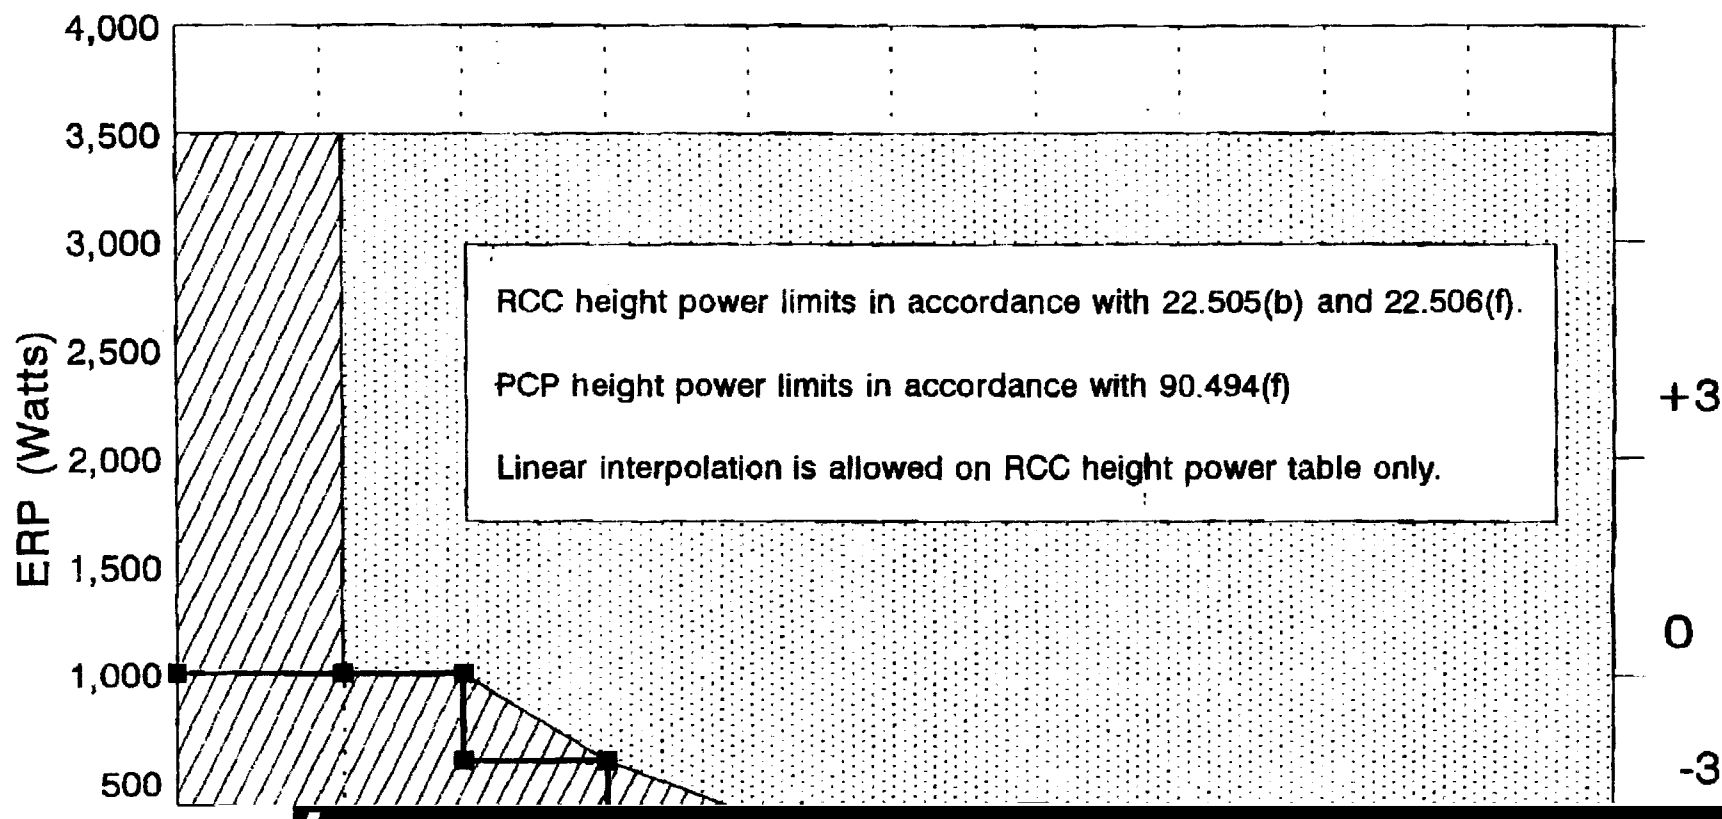 4,000
3,500
3,000
2,500
2,000
1,500
1,000
500
ERP (Watts)
RCC height power limits in accordance with 22.505(b) and 22.506(f).
PCP height power limits in accordance with 90.494(f)
Linear interpolation is allowed on RCC height power table only.
+3
0
-3